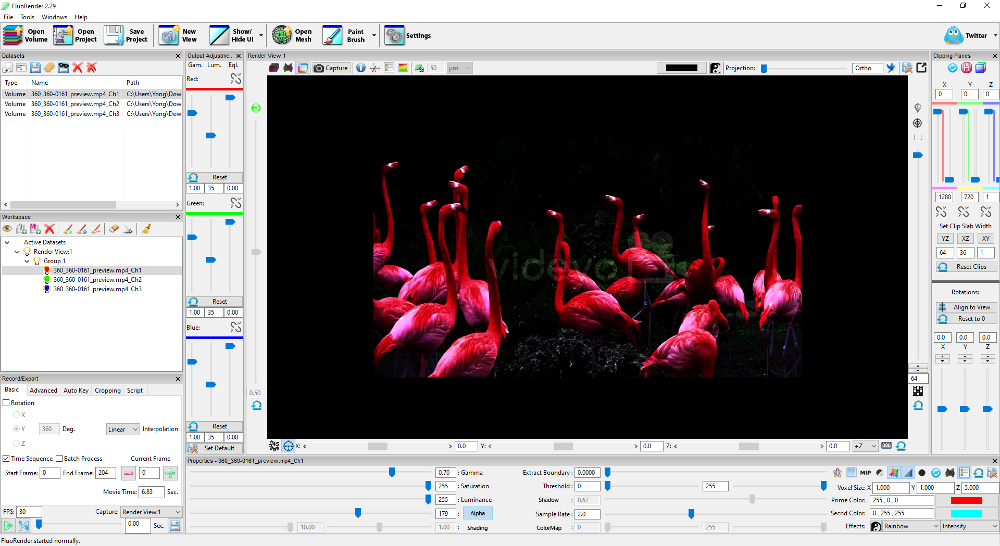 FluoRender 2.29
File Tools Windows Help
Open Volume
Open Project
Save Project
New View
Show/ Hide UI
Open Mesh
Paint Brush
Settings
Twitter
Datasets
Type Name Path
Volume 360_360-0161_preview.mp4_Ch1 C:\Users\Yong\Dow
Volume 360_360-0161_preview.mp4_Ch2 C:\Users\Yong\Dow
Volume 360_360-0161_preview.mp4_Ch3 C:\Users\Yong\Dow
Workspace
Active Datasets
Render View:1
Group 1
360_360-0161_preview.mp4_Ch1
360_360-0161_preview.mp4_Ch2
360_360-0161_preview.mp4_Ch3
Record/Export
Basic Advanced Auto Key Cropping Script
Rotation
X
Y 360 Deg. Linear Interpolation
Z
Time Sequence Batch Process Current Frame
Start Frame: 0 End Frame: 204 0
Movie Time: 6.83 Sec.
FPS: 30 Capture: Render View:1
0.00 Sec.
FluoRender started normally.
Output Adjustme...
Gam. Lum. Eql.
Red:
Reset
1.00 35 0.00
Green:
Reset
1.00 35 0.00
Blue:
Reset
1.00 35 0.00
Set Default
Render View:1
Capture SB 50 µm Projection: Ortho
0.50
videvo
1:1
64
45 X: 0.0 Y: 0.0 Z: 0.0 +Z 000
Properties - 360_360-0161_preview.mp4_Ch1
0.70 : Gamma Extract Boundary : 0.0000 MIP
255 : Saturation Threshold : 0 255 Voxel Size: X 1.000 Y 1.000 Z 5.000
255 : Luminance Shadow : 0.67 Prime Color: 255 , 0 , 0
179 : Alpha Sample Rate : 2.0 Secnd Color: 0 , 255 , 255
10.00 1.00 : Shading ColorMap : 0 255 Effects: Rainbow Intensity
Clipping Planes
X Y Z
0 0 0
1280 720 1
Set Clip Slab Width
YZ XZ XY
64 36 1
Reset Clips
Rotations:
Align to View
Reset to 0
0.0 0.0 0.0
X Y Z